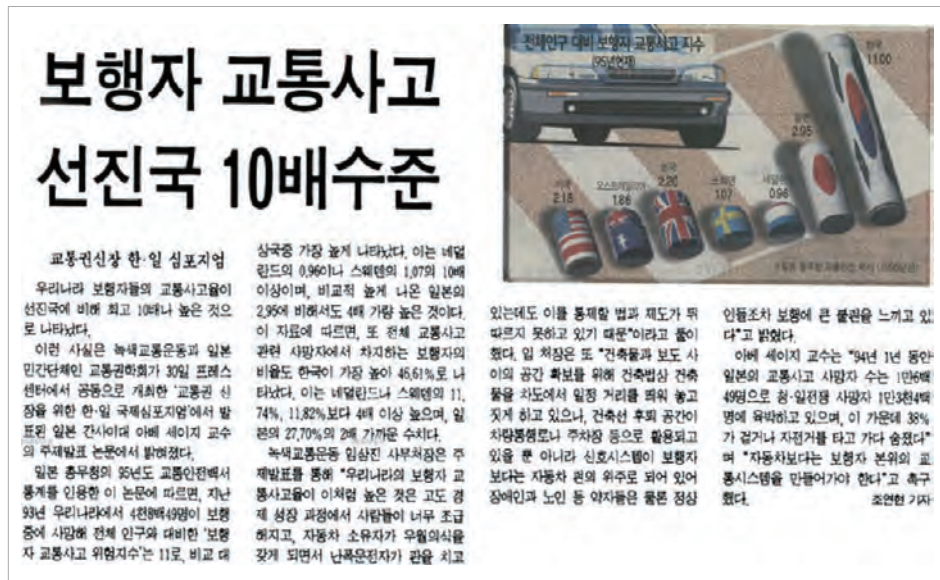 보행자 교통사고
선진국 10배수준
교통권신장 한·일 심포지엄
우리나라 보행자들의 교통사고율이
선진국에 비해 최고 10배나 높은 것으
로 나타났다.
이런 사실은 녹색교통운동과 일본
민간단체인 교통권학회가 30일 프레스
센터에서 공동으로 개최한 '교통권 신
장을 위한 한·일 국제심포지엄'에서 발
표된 일본 간사이대 아베 세이지 교수
의 주제발표 논문에서 밝혀졌다.
일본 총무청의 95년도 교통안전백서
통계를 인용한 이 논문에 따르면, 지난
93년 우리나라에서 4천8백49명이 보행
중에 사망해 전체 인구와 대비한 '보행
자 교통사고 위험지수'는 11로, 비교 대
상국중 가장 높게 나타났다. 이는 네덜
란드의 0.96이나 스웨덴의 1.07의 10배
이상이며, 비교적 높게 나온 일본의
2.95에 비해서도 4배 가량 높은 것이다.
이 자료에 따르면, 또 전체 교통사고
관련 사망자에서 차지하는 보행자의
비율도 한국이 가장 높아 46.61%로 나
타났다. 이는 네덜란드나 스웨덴의 11.
74%, 11.82%보다 4배 이상 높으며, 일
본의 27.70%의 2배 가까운 수치다.
녹색교통운동 임삼진 사무처장은 주
제발표를 통해 "우리나라의 보행자 교
통사고율이 이처럼 높은 것은 고도 경
제 성장 과정에서 사람들이 너무 조급
해지고, 자동차 소유자가 우월의식을
갖게 되면서 난폭운전자가 판을 치고
전체인구 대비 보행자 교통사고 지수
(95년현재)
한국
11.00
일본
2.95
미국
2.15
오스트레일리아
1.86
영국
2.20
스웨덴
1.07
네덜란드
0.96
있는데도 이를 통제할 법과 제도가 뒤
따르지 못하고 있기 때문"이라고 풀이
했다. 임 처장은 또 "건축물과 보도 사
이의 공간 확보를 위해 건축법상 건축
물을 차도에서 일정 거리를 띄워 놓고
짓게 하고 있으나, 건축선 후퇴 공간이
차량통행로나 주차장 등으로 활용되고
있을 뿐 아니라 신호시스템이 보행자
보다는 자동차 편의 위주로 되어 있어
장애인과 노인 등 약자들은 물론 정상
인들조차 보행에 큰 불편을 느끼고 있
다"고 밝혔다.
아베 세이지 교수는 "94년 1년 동안
일본의 교통사고 사망자 수는 1만6백
49명으로 청·일전쟁 사망자 1만3천4백
명에 육박하고 있으며, 이 가운데 38%
가 걷거나 자전거를 타고 가다 숨졌다"
며 "자동차보다는 보행자 본위의 교
통시스템을 만들어가야 한다"고 촉구
했다.
조연현 기자